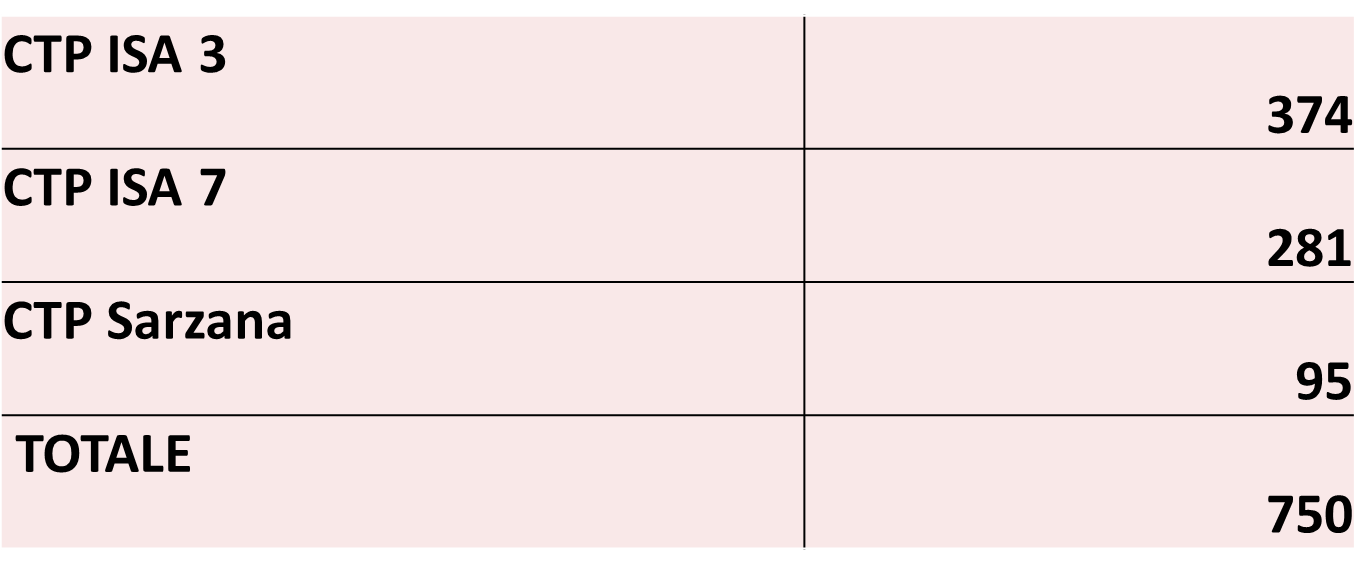 CTP ISA 3
374
CTP ISA 7
281
CTP Sarzana
95
TOTALE
750